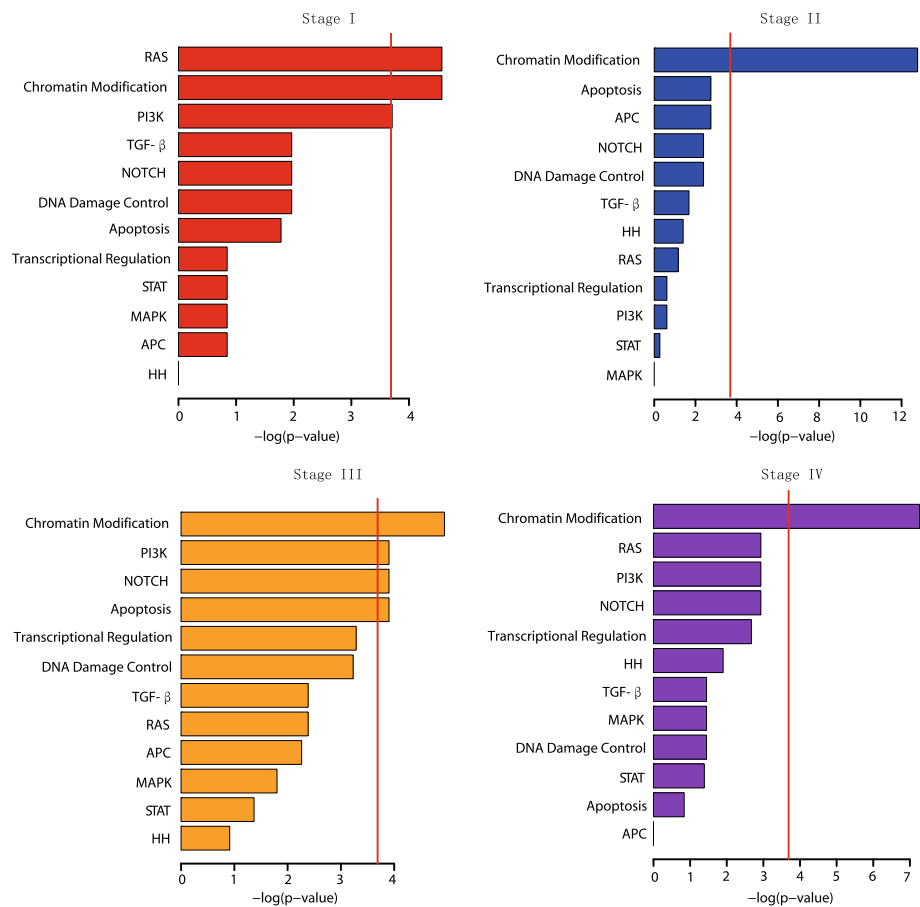 Stage I
RAS
Chromatin Modification
PI3K
TGF- β
NOTCH
DNA Damage Control
Apoptosis
Transcriptional Regulation
STAT
MAPK
APC
HH
0 1 2 3 4
−log(p−value)
Stage II
Chromatin Modification
Apoptosis
APC
NOTCH
DNA Damage Control
TGF- β
HH
RAS
Transcriptional Regulation
PI3K
STAT
MAPK
0 2 4 6 8 10 12
−log(p−value)
Stage III
Chromatin Modification
PI3K
NOTCH
Apoptosis
Transcriptional Regulation
DNA Damage Control
TGF- β
RAS
APC
MAPK
STAT
HH
0 1 2 3 4
−log(p−value)
Stage IV
Chromatin Modification
RAS
PI3K
NOTCH
Transcriptional Regulation
HH
TGF- β
MAPK
DNA Damage Control
STAT
Apoptosis
APC
0 1 2 3 4 5 6 7
−log(p−value)